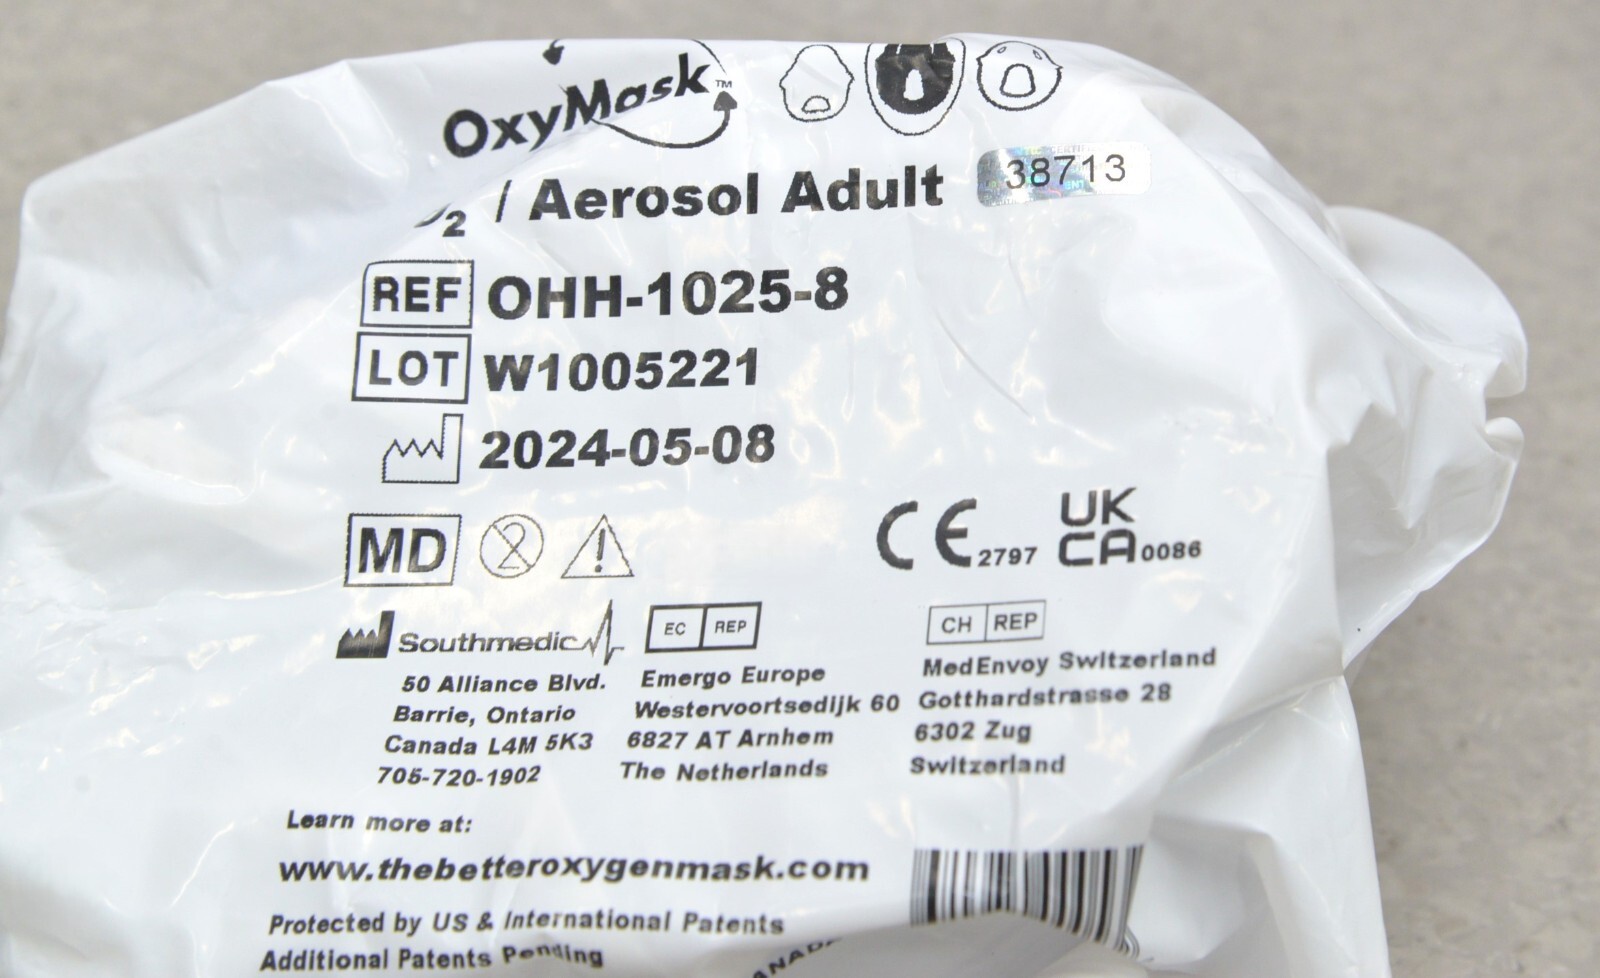 OxyMask™
38713
2 / Aerosol Adult
REF OHH-1025-8
LOT W1005221
2024-05-08
MD 2
CE 2797
UK
CA 0086
Southmedic
50 Alliance Blvd.
Barrie, Ontario
Canada L4M 5K3
705-720-1902
EC REP
Emergo Europe
Westervoortsedijk 60
6827 AT Arnhem
The Netherlands
CH REP
MedEnvoy Switzerland
Gotthardstrasse 28
6302 Zug
Switzerland
Learn more at:
www.thebetteroxygenmask.com
Protected by US & International Patents
Additional Patents Pending